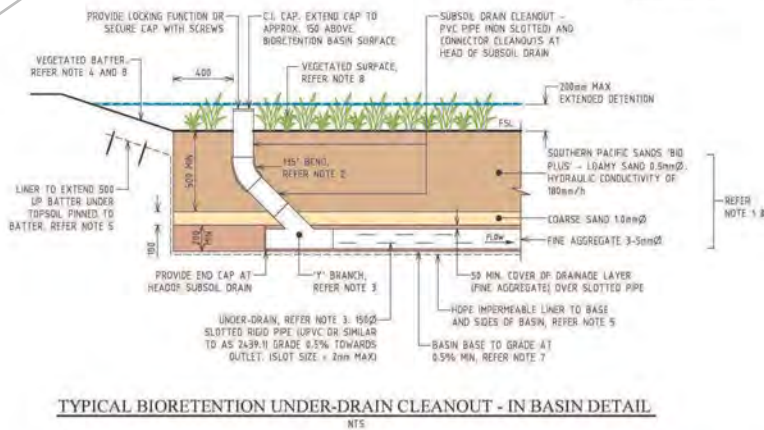 PROVIDE LOCKING FUNCTION OR
SECURE CAP WITH SCREWS
C.I. CAP. EXTEND CAP TO
APPROX. 150 ABOVE
BIORETENTION BASIN SURFACE
SUBSOIL DRAIN CLEANOUT -
PVC PIPE (NON SLOTTED) AND
CONNECTOR CLEANOUTS AT
HEAD OF SUBSOIL DRAIN
VEGETATED BATTER,
REFER NOTE 4 AND 8
400
VEGETATED SURFACE,
REFER NOTE 8
200mm MAX
EXTENDED DETENTION
FSL
500 MIN
135° BEND,
REFER NOTE 2
SOUTHERN PACIFIC SANDS 'BIO
PLUS' - LOAMY SAND 0.5mmØ.
HYDRAULIC CONDUCTIVITY OF
180mm/h
LINER TO EXTEND 500
UP BATTER UNDER
TOPSOIL PINNED TO
BATTER, REFER NOTE 5
REFER
NOTE 1
COARSE SAND 1.0mmØ
100
200
MIN
FLOW
FINE AGGREGATE 3-5mmØ
PROVIDE END CAP AT
HEADOF SUBSOIL DRAIN
'Y' BRANCH,
REFER NOTE 3
50 MIN. COVER OF DRAINAGE LAYER
(FINE AGGREGATE) OVER SLOTTED PIPE
UNDER-DRAIN, REFER NOTE 3. 150Ø
SLOTTED RIGID PIPE (UPVC OR SIMILAR
TO AS 2439.1) GRADE 0.5% TOWARDS
OUTLET. (SLOT SIZE = 2mm MAX)
HDPE IMPERMEABLE LINER TO BASE
AND SIDES OF BASIN, REFER NOTE 5
BASIN BASE TO GRADE AT
0.5% MIN. REFER NOTE 7
TYPICAL BIORETENTION UNDER-DRAIN CLEANOUT - IN BASIN DETAIL
NTS